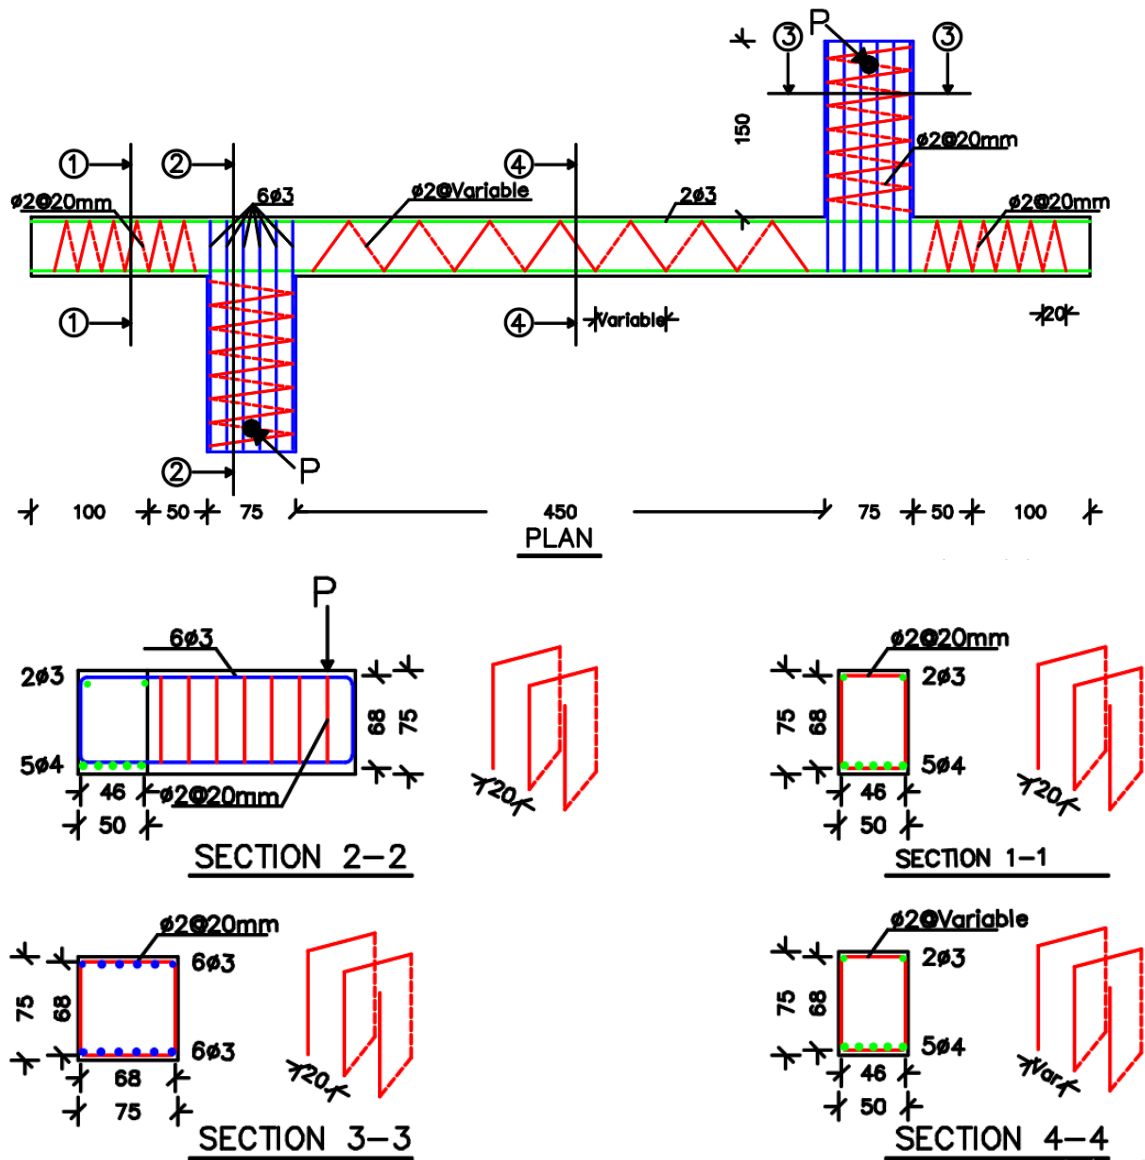 P
3 3
150
1 2 4
ø2@20mm 6ø3 ø2@Variable 2ø3 ø2@20mm ø2@20mm
1 2 4 Variable 20
2 P
100 50 75 450 75 50 100
PLAN
P
6ø3
2ø3
68 75
5ø4
46 ø2@20mm
50
20
SECTION 2-2
ø2@20mm
2ø3
75 68
5ø4
46
50
20
SECTION 1-1
ø2@20mm
6ø3
75 68
6ø3
68
75
20
SECTION 3-3
ø2@Variable
2ø3
75 68
5ø4
46
50
Var.
SECTION 4-4